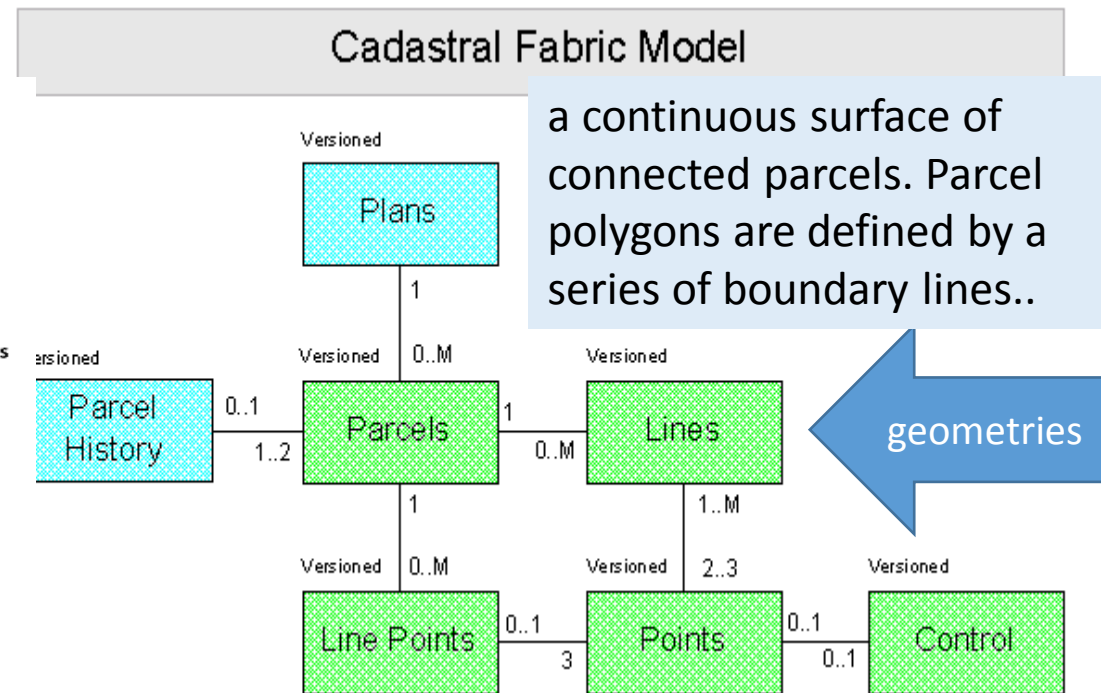 Cadastral Fabric Model
a continuous surface of
connected parcels. Parcel
polygons are defined by a
series of boundary lines..
Versioned
Plans
1
0..M
s
ersioned
Versioned
Versioned
Parcel
History
0..1
1..2
Parcels
1
0..M
Lines
geometries
1
0..M
1..M
2..3
Versioned
Versioned
Versioned
Line Points
0..1
3
Points
0..1
0..1
Control